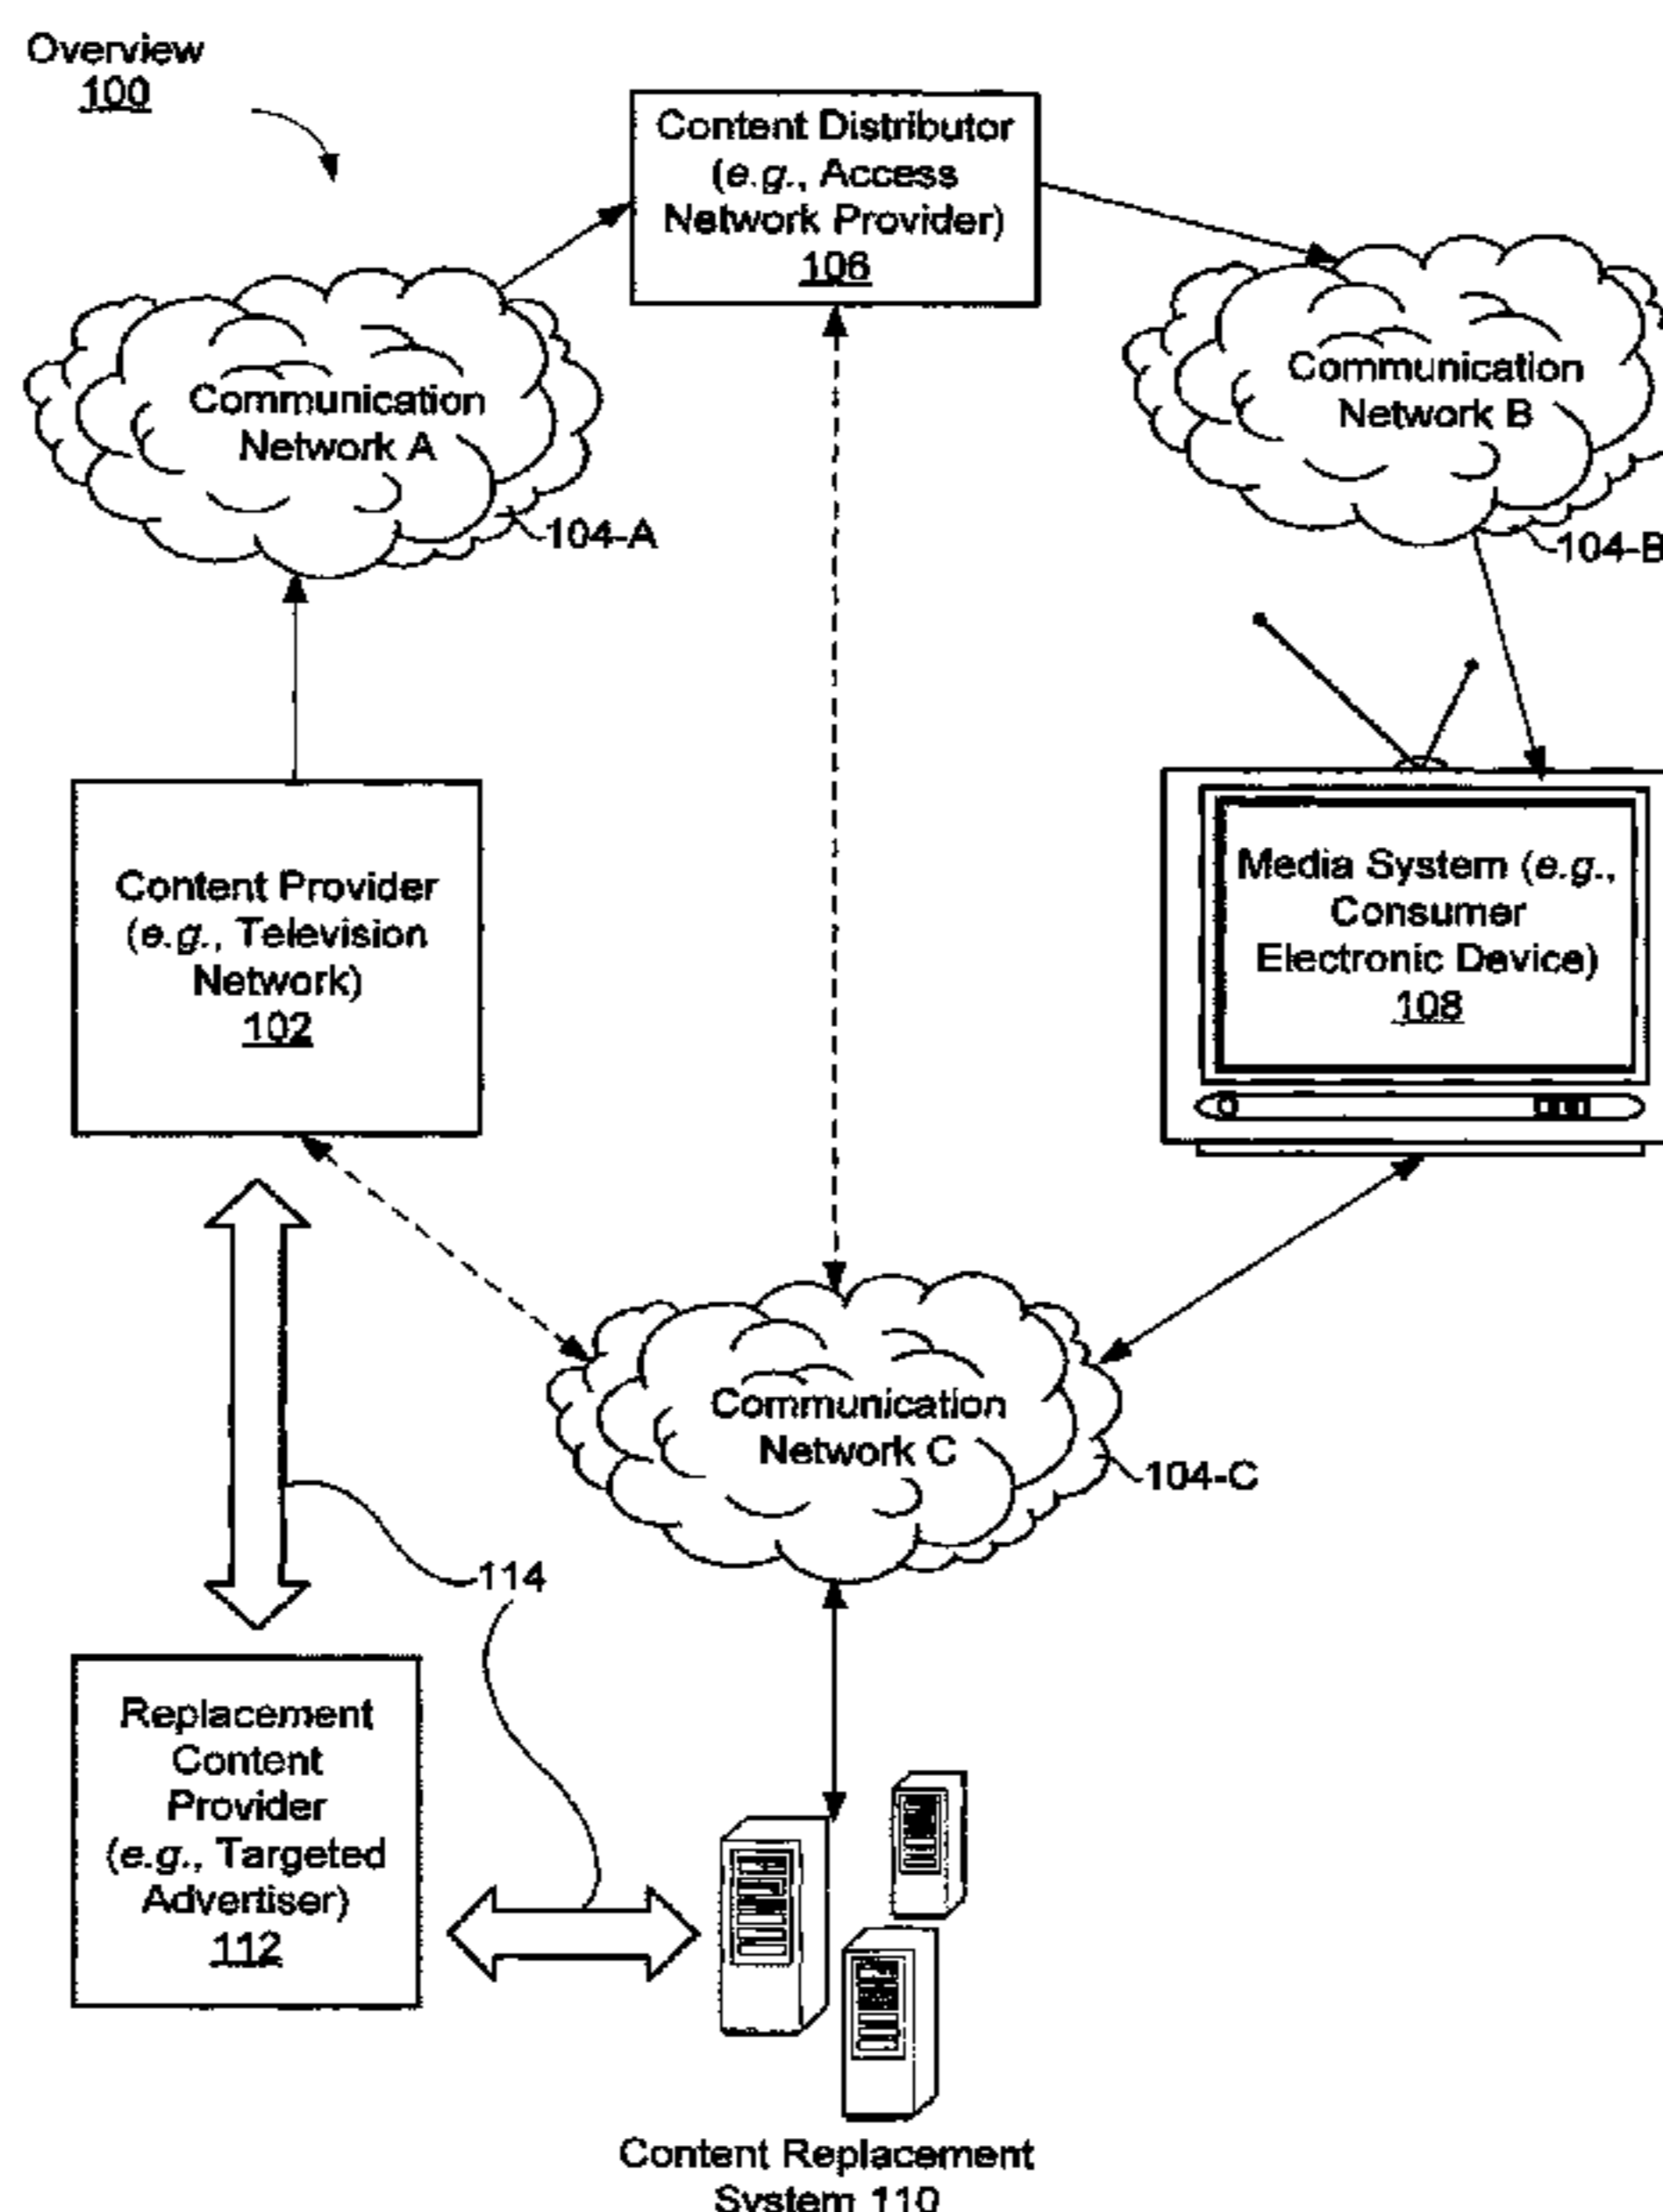 Overview
100
Content Distributor
(e.g., Access
Network Provider)
106
Communication
Network A
104-A
Communication
Network B
104-B
Content Provider
(e.g., Television
Network)
102
Media System (e.g.,
Consumer
Electronic Device)
108
Communication
Network C
104-C
114
Replacement
Content
Provider
(e.g., Targeted
Advertiser)
112
Content Replacement
System 110